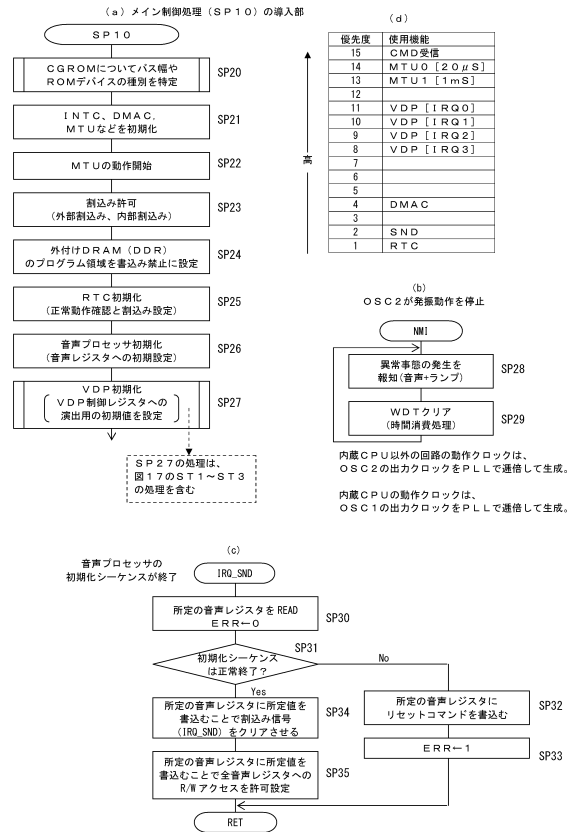 (a) メイン制御処理(SP10)の導入部
SP10
CGROMについてバス幅や
ROMデバイスの種別を特定
SP20
INTC、DMAC、
MTUなどを初期化
SP21
MTUの動作開始
SP22
割込み許可
(外部割込み、内部割込み)
SP23
外付けDRAM(DDR)
のプログラム領域を書込み禁止に設定
SP24
RTC初期化
(正常動作確認と割込み設定)
SP25
音声プロセッサ初期化
(音声レジスタへの初期設定)
SP26
VDP初期化
VDP制御レジスタへの
演出用の初期値を設定
SP27
SP27の処理は、
図17のST1~ST3
の処理を含む
(d)
高
優先度 使用機能
15 CMD受信
14 MTU0[20μS]
13 MTU1[1mS]
12
11 VDP[IRQ0]
10 VDP[IRQ1]
9 VDP[IRQ2]
8 VDP[IRQ3]
7
6
5
4 DMAC
3
2 SND
1 RTC
(b)
OSC2が発振動作を停止
NMI
異常事態の発生を
報知(音声+ランプ)
SP28
WDTクリア
(時間消費処理)
SP29
内蔵CPU以外の回路の動作クロックは、
OSC2の出力クロックをPLLで逓倍して生成。
内蔵CPUの動作クロックは、
OSC1の出力クロックをPLLで逓倍して生成。
(c)
音声プロセッサの
初期化シーケンスが終了
IRQ_SND
所定の音声レジスタをREAD
ERR←0
SP30
SP31
初期化シーケンス
は正常終了?
No
Yes
所定の音声レジスタに所定値を
書込むことで割込み信号
(IRQ_SND)をクリアさせる
SP34
所定の音声レジスタに
リセットコマンドを書込む
SP32
ERR←1
SP33
所定の音声レジスタに所定値を
書込むことで全音声レジスタへの
R/Wアクセスを許可設定
SP35
RET